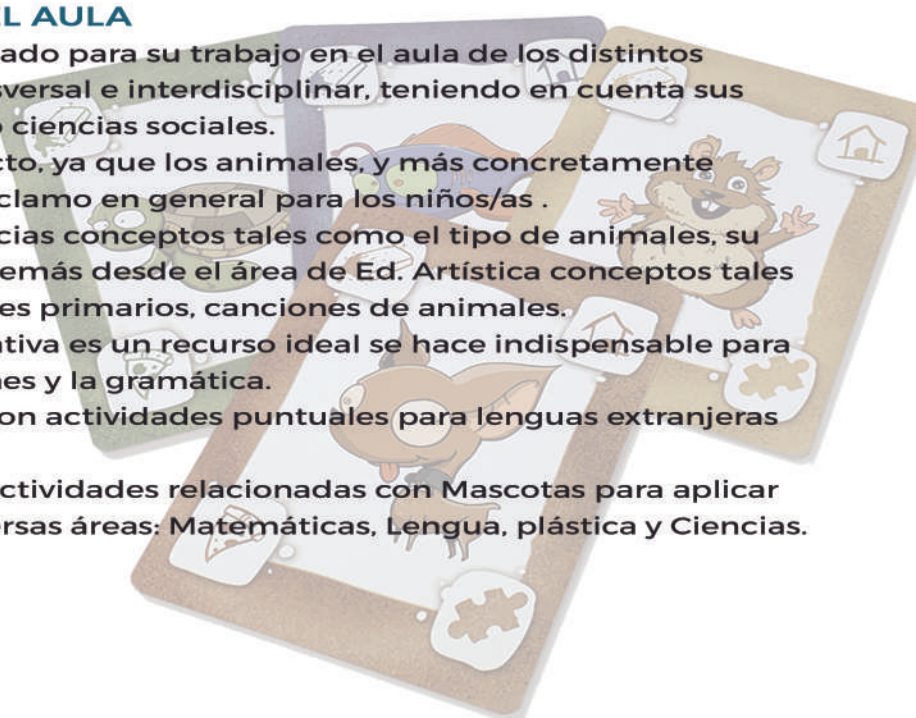 EL AULA
ado para su trabajo en el aula de los distintos
sversal e interdisciplinar, teniendo en cuenta sus
o ciencias sociales.
cto, ya que los animales, y más concretamente
clamo en general para los niños/as .
cias conceptos tales como el tipo de animales, su
emás desde el área de Ed. Artística conceptos tales
es primarios, canciones de animales.
ativa es un recurso ideal se hace indispensable para
nes y la gramática.
on actividades puntuales para lenguas extranjeras
ctividades relacionadas con Mascotas para aplicar
ersas áreas: Matemáticas, Lengua, plástica y Ciencias.